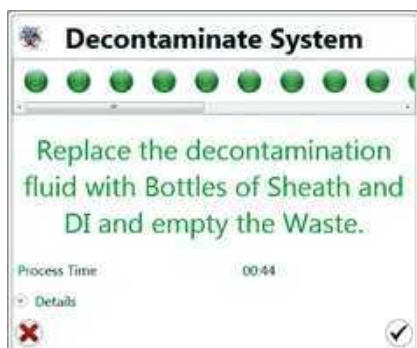 Decontaminate System
Replace the decontamination
fluid with Bottles of Sheath and
DI and empty the Waste.
Process Time 00:44
Details